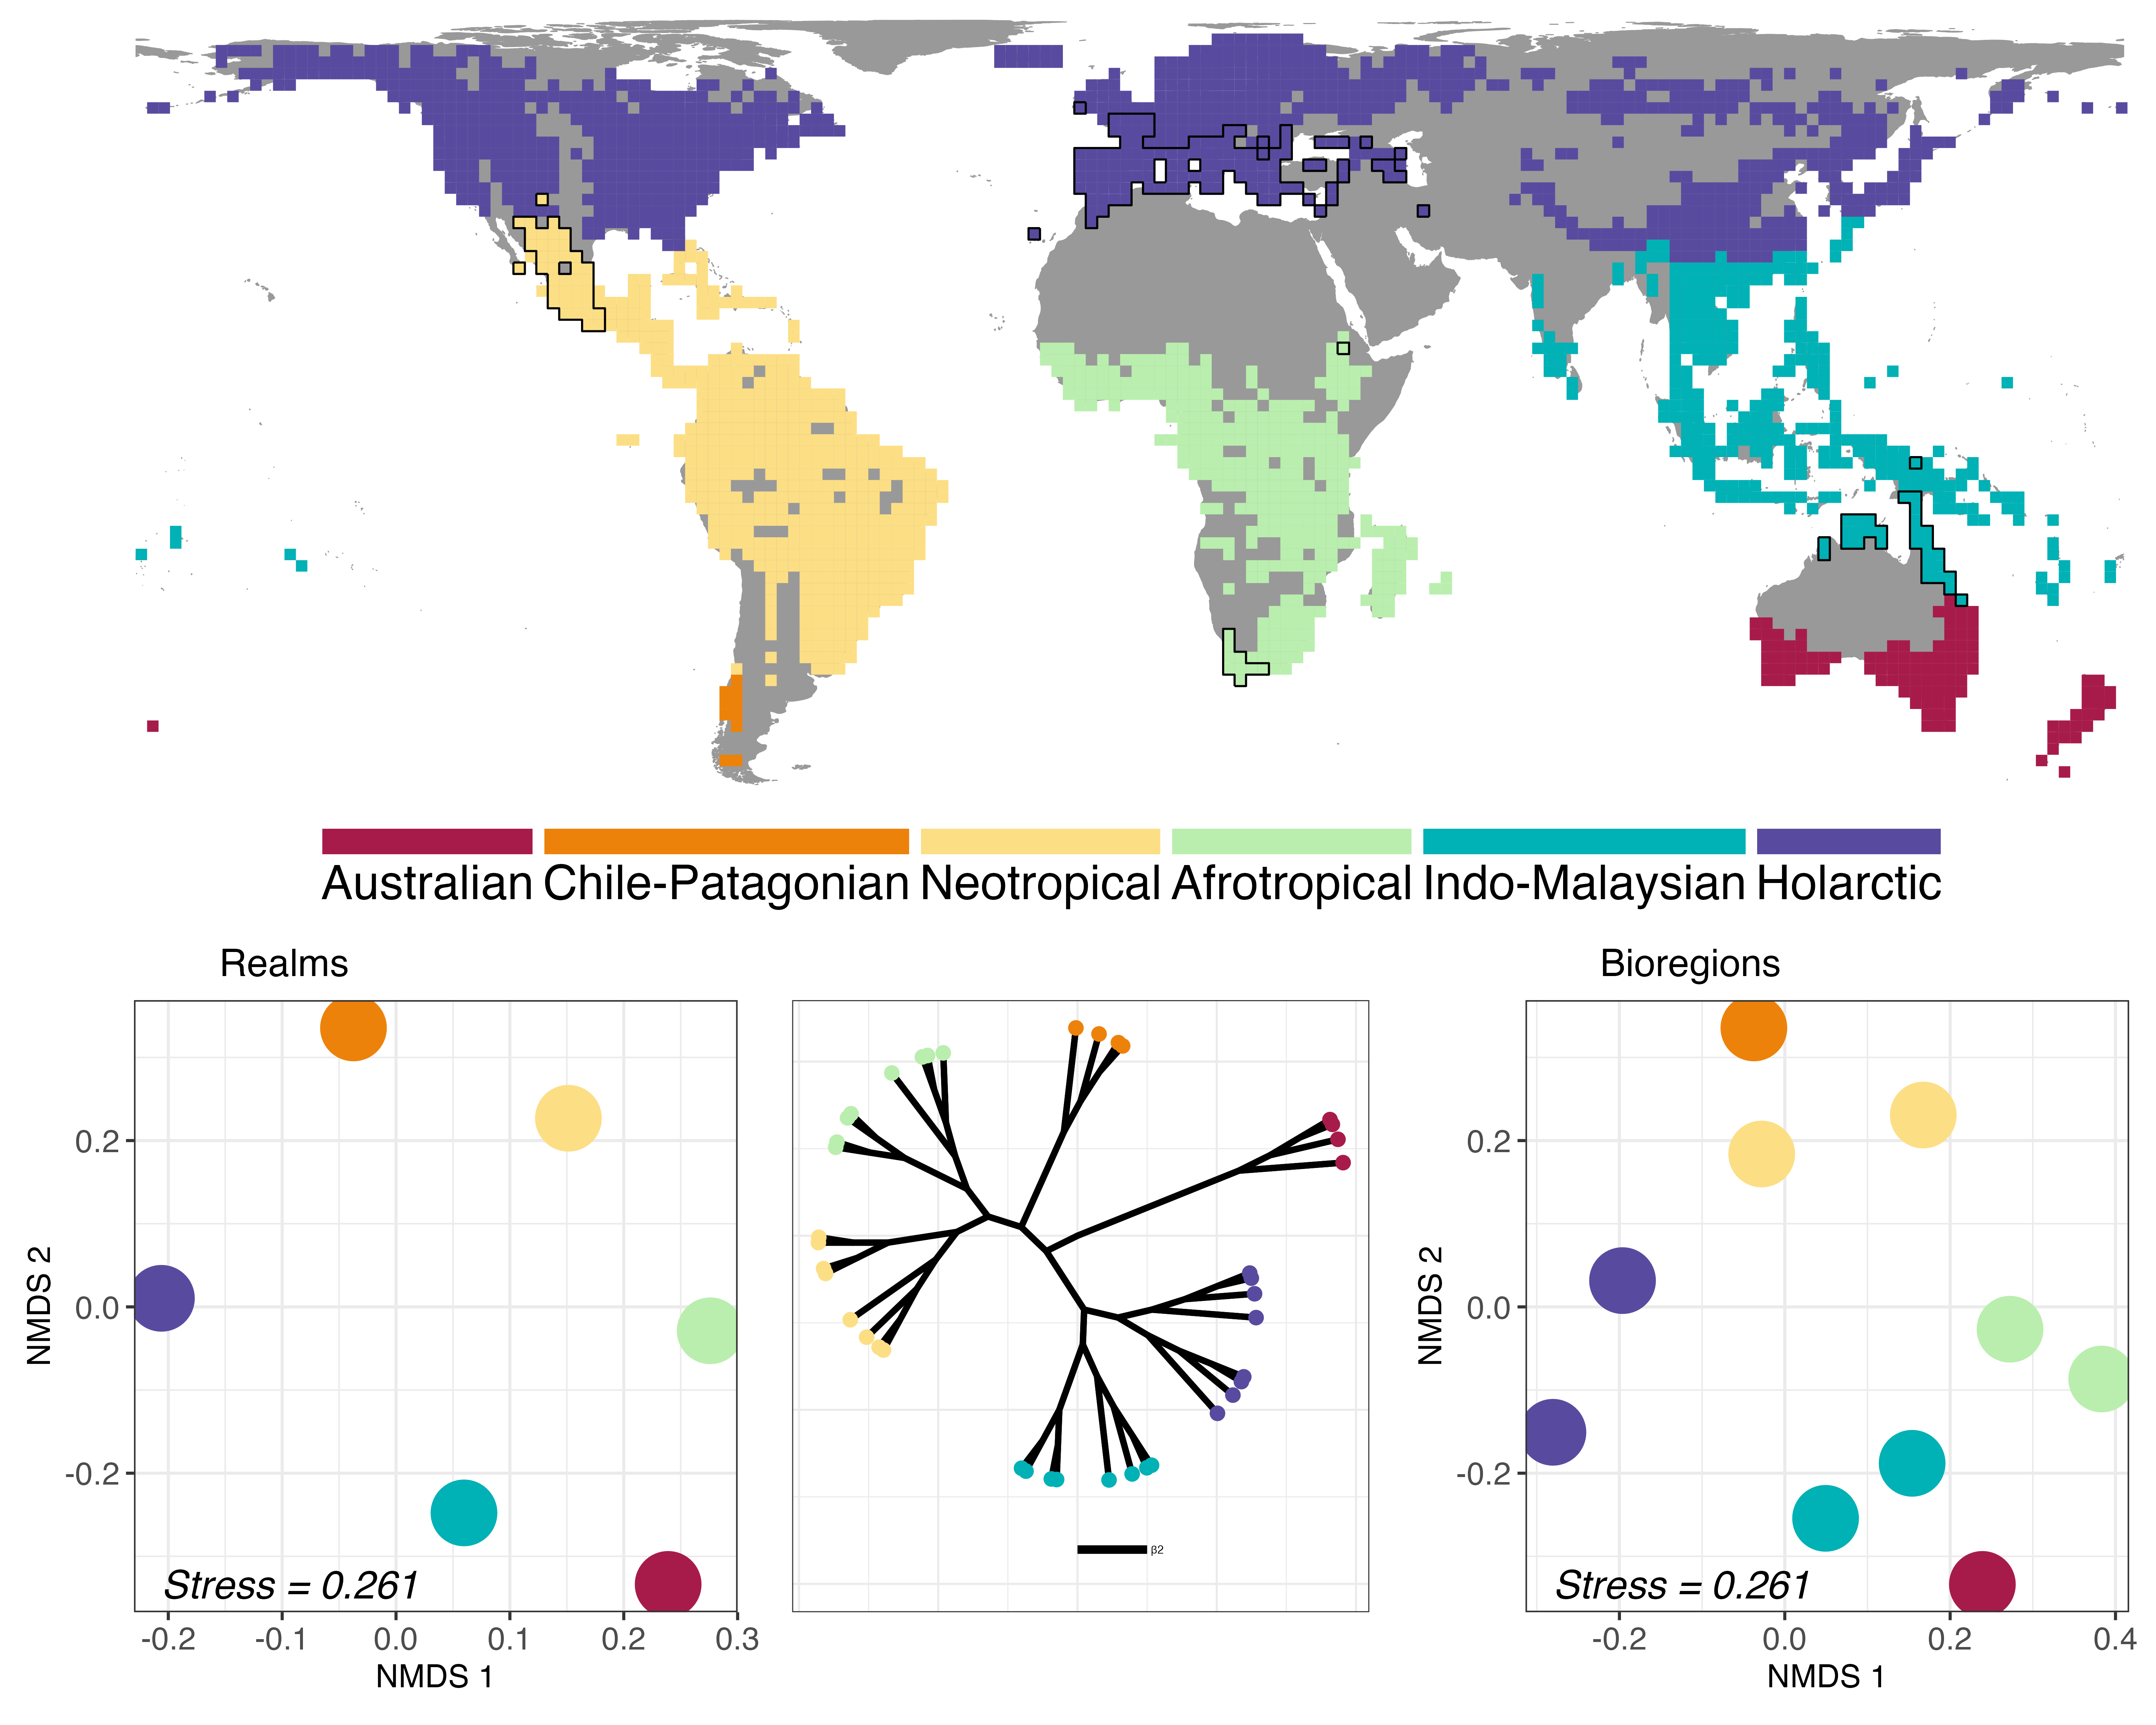 Australian Chile-Patagonian Neotropical Afrotropical Indo-Malaysian Holarctic
Realms
NMDS 2
0.2
0.0
-0.2
Stress = 0.261
-0.2 -0.1 0.0 0.1 0.2 0.3
NMDS 1
β2
Bioregions
NMDS 2
0.2
0.0
-0.2
Stress = 0.261
-0.2 0.0 0.2 0.4
NMDS 1